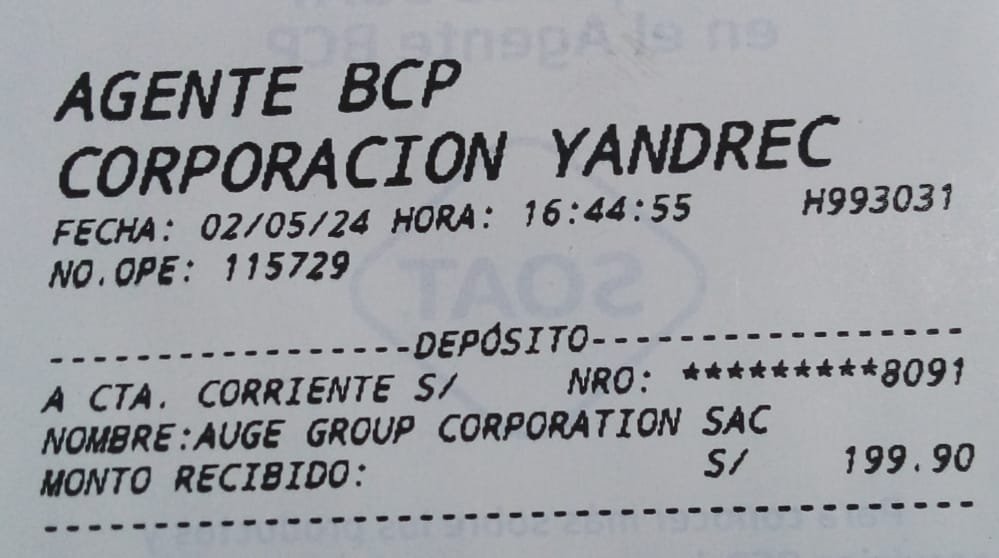 AGENTE BCP
CORPORACION YANDREC
FECHA: 02/05/24 HORA: 16:44:55 H993031
NO.OPE: 115729
-----------------DEPÓSITO-----------------
A CTA. CORRIENTE S/ NRO: *********8091
NOMBRE:AUGE GROUP CORPORATION SAC
MONTO RECIBIDO: S/ 199.90
--------------------------------------------